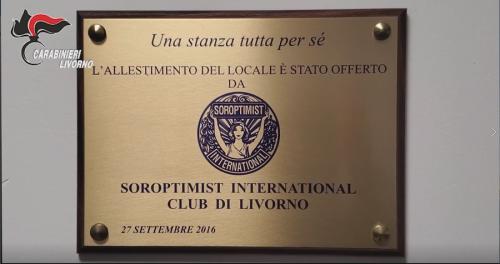 CARABINIERI
LIVORNO
Una stanza tutta per sé
L'ALLESTIMENTO DEL LOCALE È STATO OFFERTO
DA
SOROPTIMIST
INTERNATIONAL
SOROPTIMIST INTERNATIONAL
CLUB DI LIVORNO
27 SETTEMBRE 2016